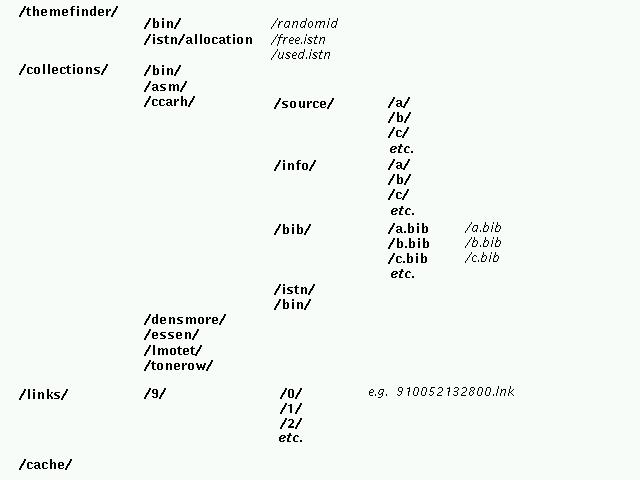 /themefinder/
/bin/ /randomid
/istn/allocation /free.istn
/used.istn
/collections/ /bin/
/asm/
/ccarh/ /source/ /a/
/b/
/c/
etc.
/info/ /a/
/b/
/c/
etc.
/bib/ /a.bib /a.bib
/b.bib /b.bib
/c.bib /c.bib
etc.
/istn/
/bin/
/densmore/
/essen/
/lmotet/
/tonerow/
/links/ /9/ /0/ e.g. 910052132800.lnk
/1/
/2/
etc.
/cache/